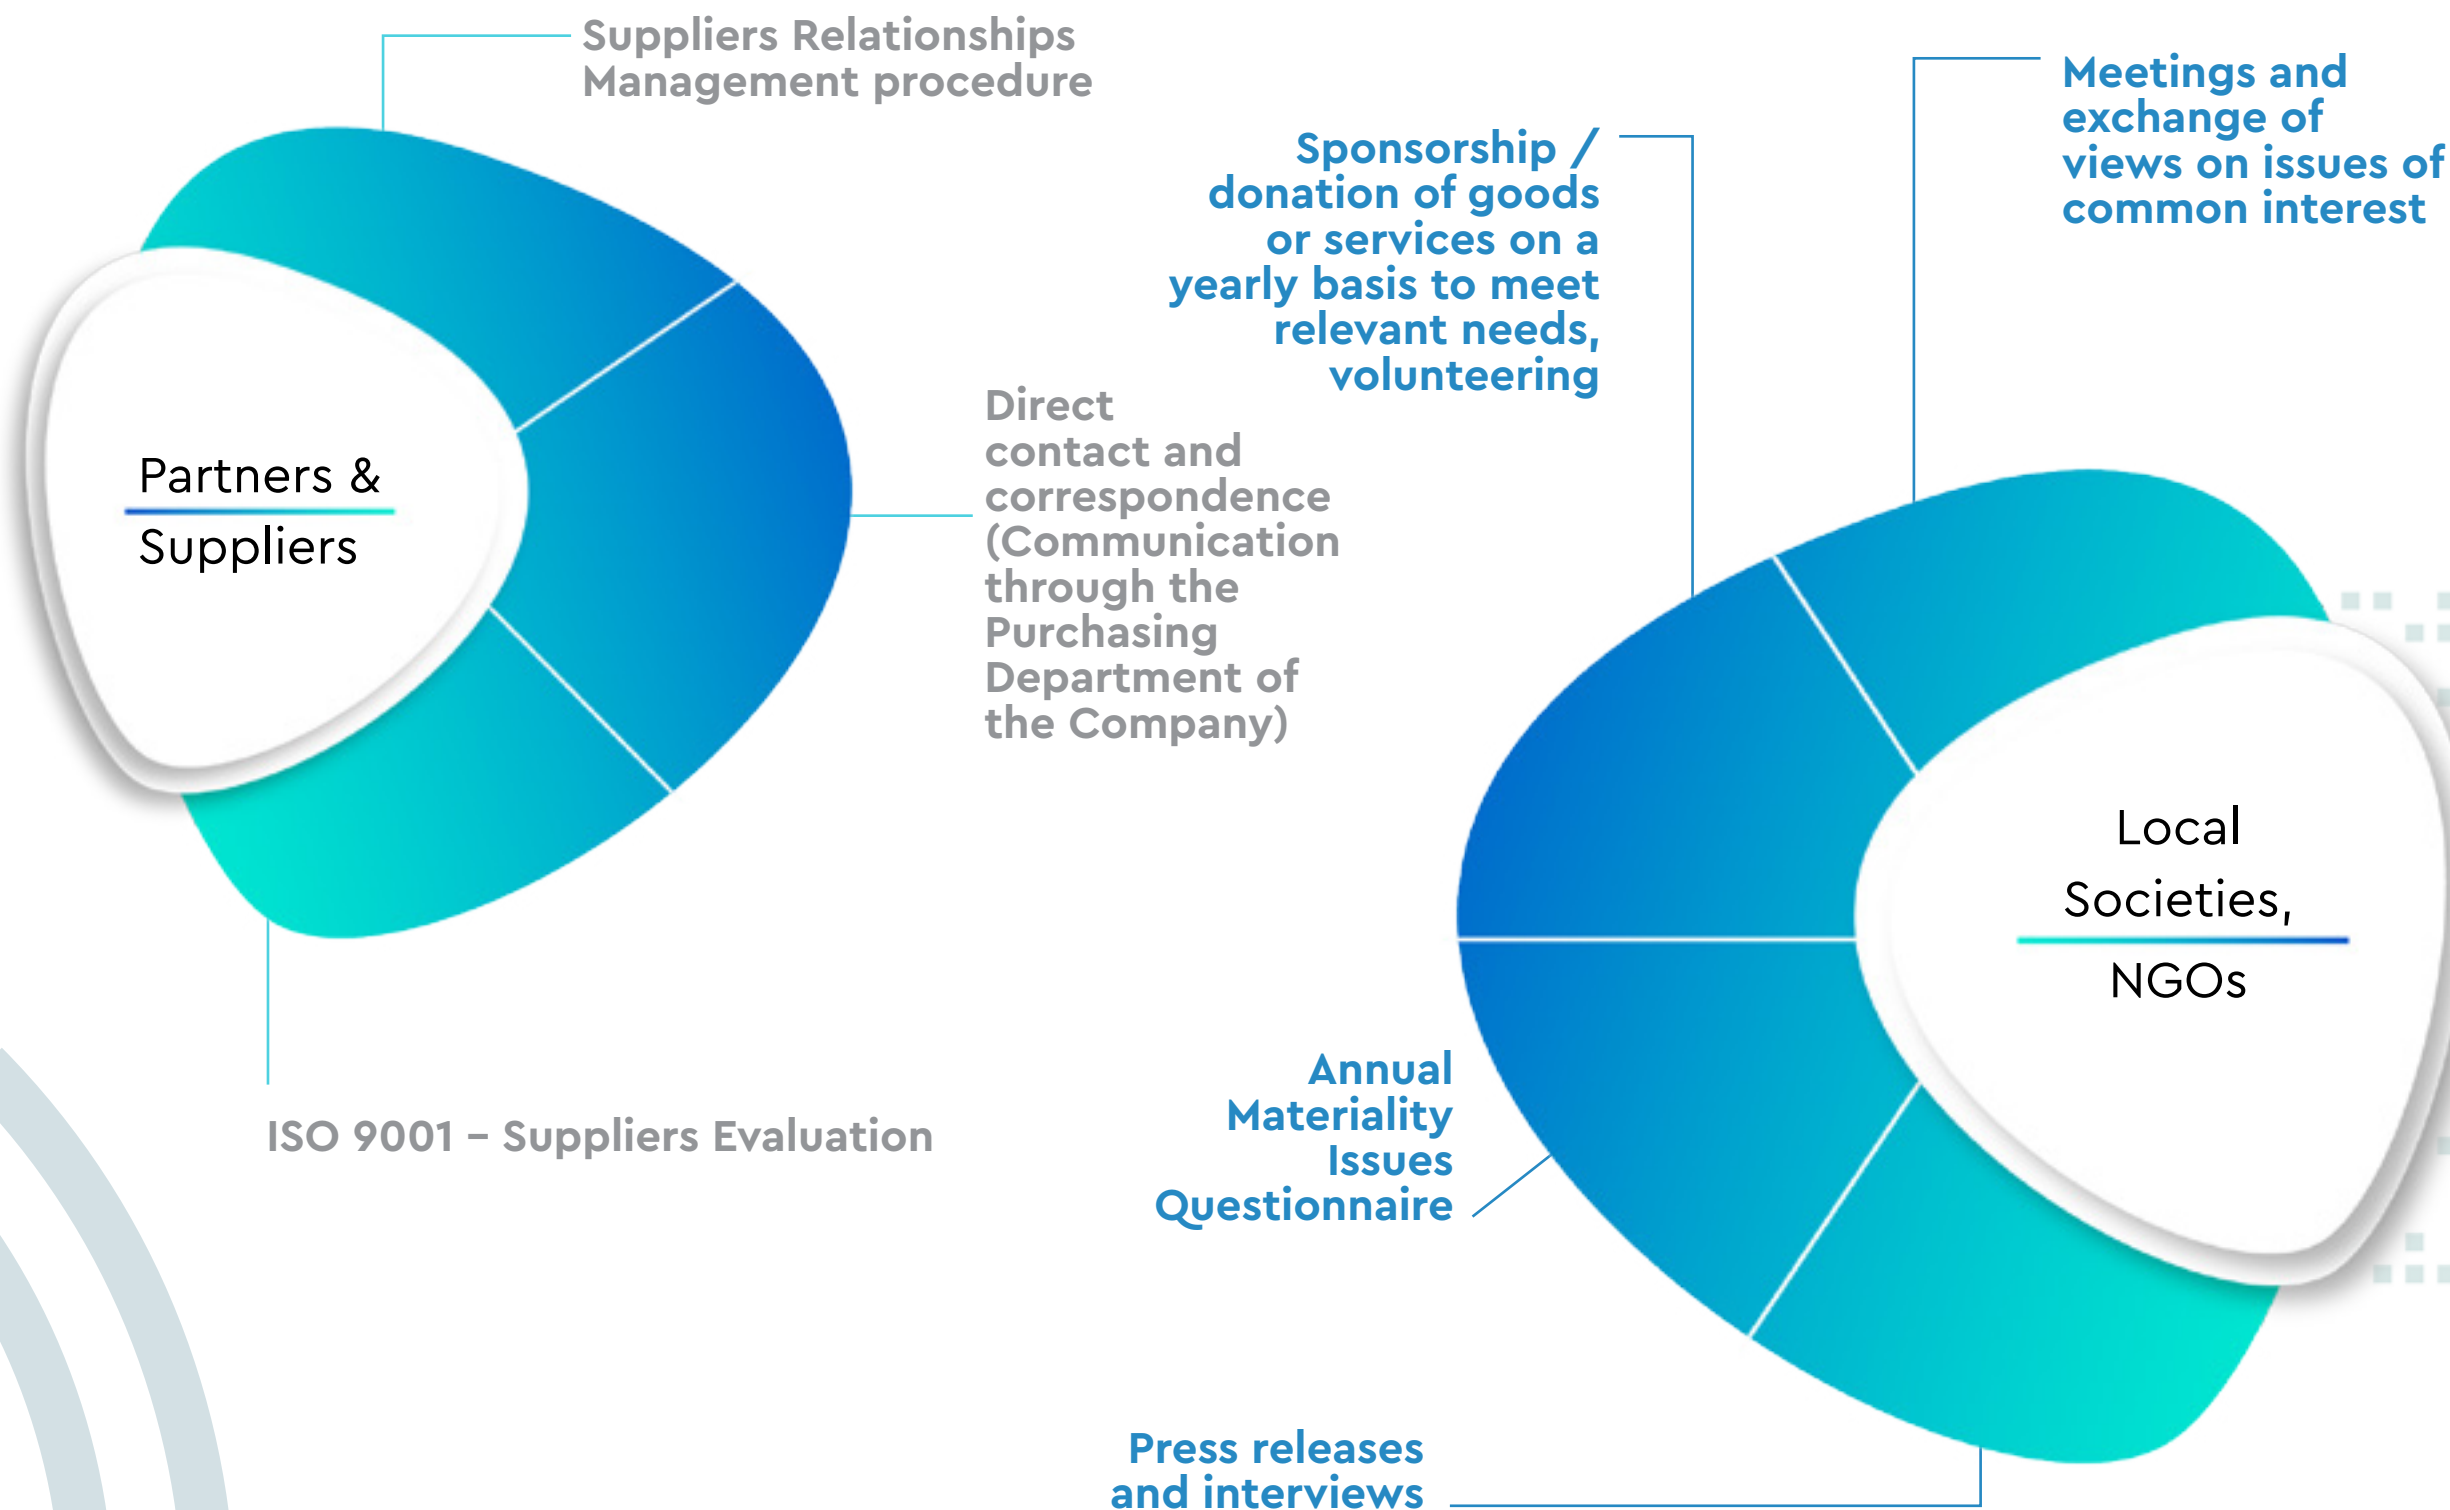 Suppliers Relationships
Management procedure
Partners &
Suppliers
Direct
contact and
correspondence
(Communication
through the
Purchasing
Department of
the Company)
ISO 9001 – Suppliers Evaluation
Meetings and
exchange of
views on issues of
common interest
Sponsorship /
donation of goods
or services on a
yearly basis to meet
relevant needs,
volunteering
Local
Societies,
NGOs
Annual
Materiality
Issues
Questionnaire
Press releases
and interviews